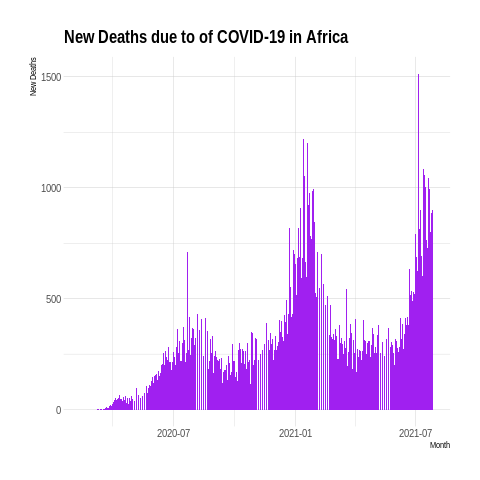 New Deaths due to of COVID-19 in Africa
New Deaths
1500
1000
500
0
2020-07
2021-01
2021-07
Month